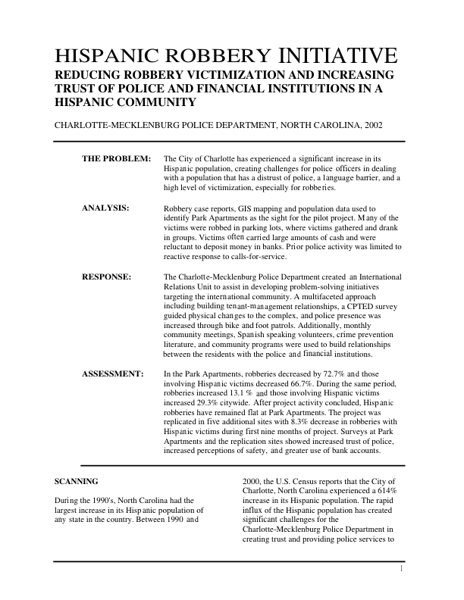 HISPANIC ROBBERY INITIATIVE
REDUCING ROBBERY VICTIMIZATION AND INCREASING
TRUST OF POLICE AND FINANCIAL INSTITUTIONS IN A
HISPANIC COMMUNITY
CHARLOTTE-MECKLENBURG POLICE DEPARTMENT, NORTH CAROLINA, 2002
THE PROBLEM: The City of Charlotte has experienced a significant increase in its
Hispanic population, creating challenges for police officers in dealing
with a population that has a distrust of police, a language barrier, and a
high level of victimization, especially for robberies.
ANALYSIS: Robbery case reports, GIS mapping and population data used to
identify Park Apartments as the sight for the pilot project. Many of the
victims were robbed in parking lots, where victims gathered and drank
in groups. Victims often carried large amounts of cash and were
reluctant to deposit money in banks. Prior police activity was limited to
reactive response to calls-for-service.
RESPONSE: The Charlotte-Mecklenburg Police Department created an International
Relations Unit to assist in developing problem-solving initiatives
targeting the international community. A multifaceted approach
including building tenant-management relationships, a CPTED survey
guided physical changes to the complex, and police presence was
increased through bike and foot patrols. Additionally, monthly
community meetings, Spanish speaking volunteers, crime prevention
literature, and community programs were used to build relationships
between the residents with the police and financial institutions.
ASSESSMENT: In the Park Apartments, robberies decreased by 72.7% and those
involving Hispanic victims decreased 66.7%. During the same period,
robberies increased 13.1 % and those involving Hispanic victims
increased 29.3% citywide. After project activity concluded, Hispanic
robberies have remained flat at Park Apartments. The project was
replicated in five additional sites with 8.3% decrease in robberies with
Hispanic victims during first nine months of project. Surveys at Park
Apartments and the replication sites showed increased trust of police,
increased perceptions of safety, and greater use of bank accounts.
SCANNING
During the 1990's, North Carolina had the
largest increase in its Hispanic population of
any state in the country. Between 1990 and
2000, the U.S. Census reports that the City of
Charlotte, North Carolina experienced a 614%
increase in its Hispanic population. The rapid
influx of the Hispanic population has created
significant challenges for the
Charlotte-Mecklenburg Police Department in
creating trust and providing police services to
1